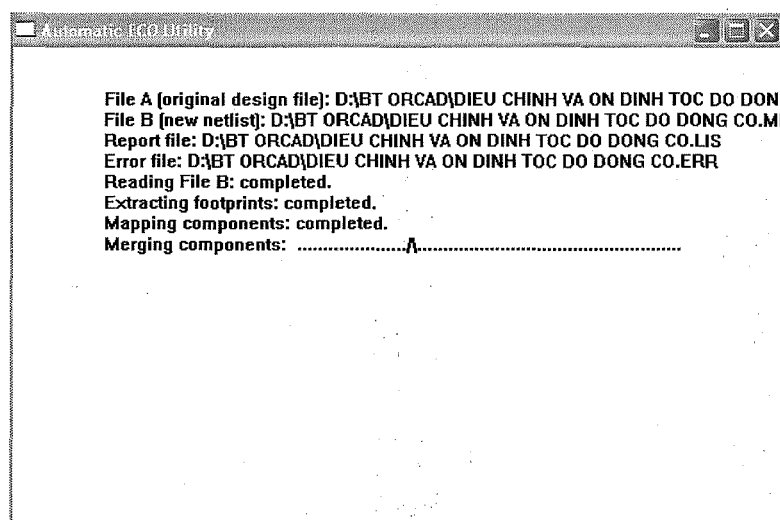 Automatic ECO Utility
File A (original design file): D:\BT ORCAD\DIEU CHINH VA ON DINH TOC DO DON
File B (new netlist): D:\BT ORCAD\DIEU CHINH VA ON DINH TOC DO DONG CO.M
Report file: D:\BT ORCAD\DIEU CHINH VA ON DINH TOC DO DONG CO.LIS
Error file: D:\BT ORCAD\DIEU CHINH VA ON DINH TOC DO DONG CO.ERR
Reading File B: completed.
Extracting footprints: completed.
Mapping components: completed.
Merging components: ...................../\....................................................